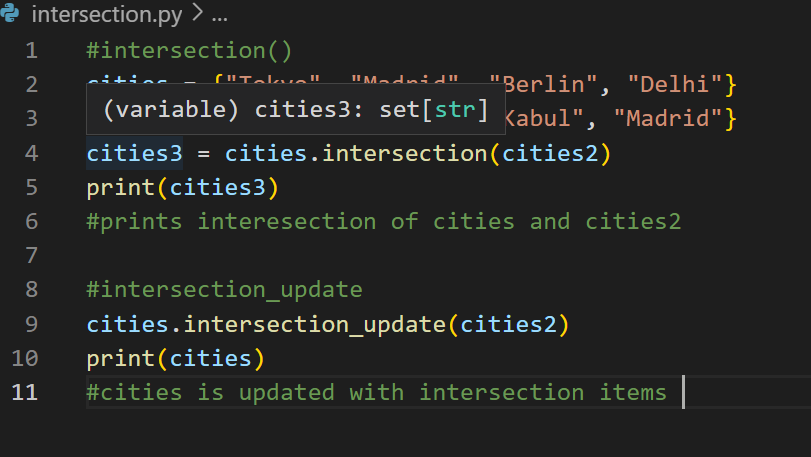 intersection.py > ...
1 #intersection()
2 cities = {"Tokyo", "Madrid", "Berlin", "Delhi"}
(variable) cities3: set[str]
3 Kabul", "Madrid"}
4 cities3 = cities.intersection(cities2)
5 print(cities3)
6 #prints interesection of cities and cities2
7
8 #intersection_update
9 cities.intersection_update(cities2)
10 print(cities)
11 #cities is updated with intersection items